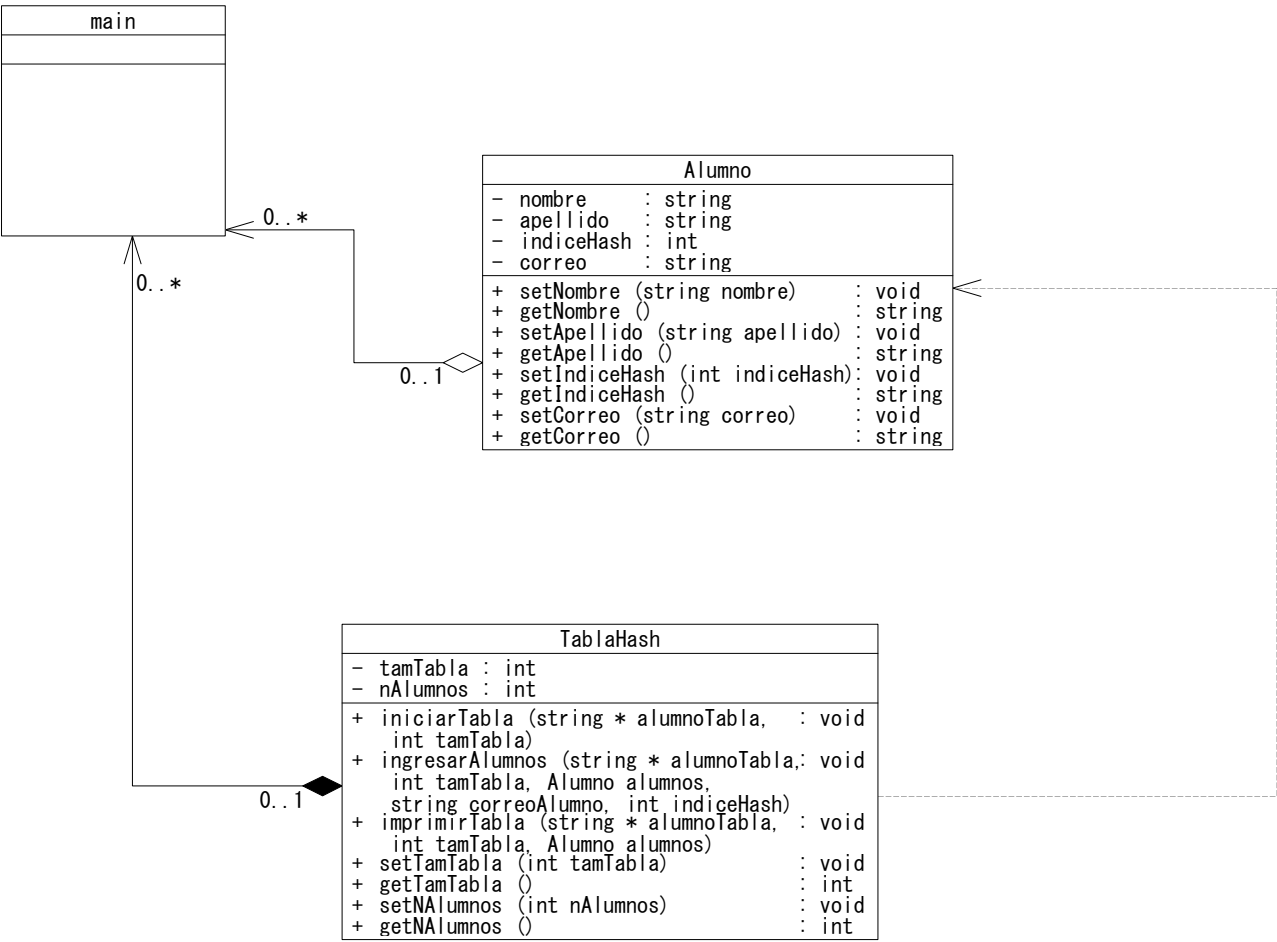 main
Alumno
- nombre : string
- apellido : string
- indiceHash : int
- correo : string
+ setNombre (string nombre) : void
+ getNombre () : string
+ setApellido (string apellido) : void
+ getApellido () : string
+ setIndiceHash (int indiceHash): void
+ getIndiceHash () : string
+ setCorreo (string correo) : void
+ getCorreo () : string
0..*
0..*
0..1
TablaHash
- tamTabla : int
- nAlumnos : int
+ iniciarTabla (string * alumnoTabla, : void
int tamTabla)
+ ingresarAlumnos (string * alumnoTabla,: void
int tamTabla, Alumno alumnos,
string correoAlumno, int indiceHash)
+ imprimirTabla (string * alumnoTabla, : void
int tamTabla, Alumno alumnos)
+ setTamTabla (int tamTabla) : void
+ getTamTabla () : int
+ setNAlumnos (int nAlumnos) : void
+ getNAlumnos () : int
0..1